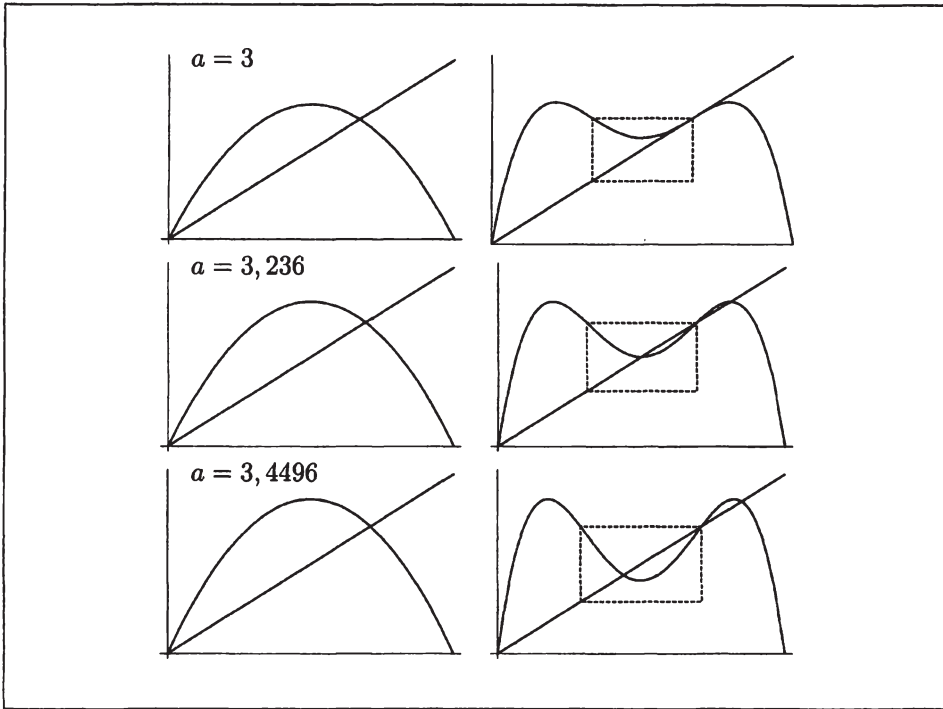 a = 3
a = 3, 236
a = 3, 4496